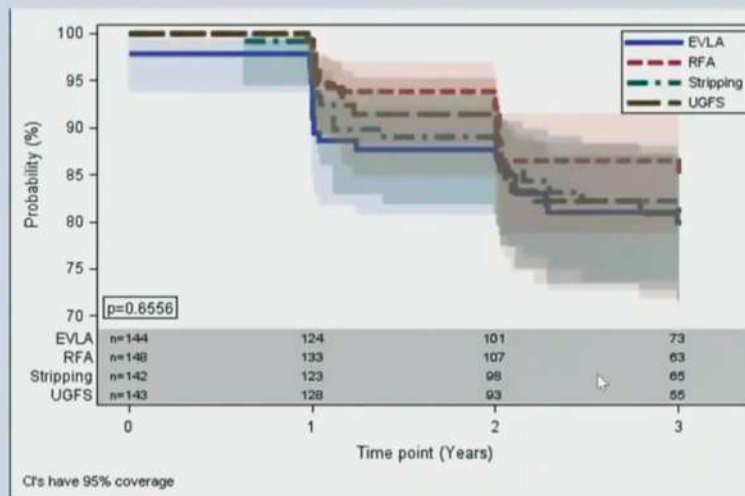 100
95
90
85
80
75
70
Probability (%)
EVLA
RFA
Stripping
UGFS
p=0.6556
EVLA n=144 124 101 73
RFA n=148 133 107 63
Stripping n=142 123 98 65
UGFS n=143 128 93 55
0 1 2 3
Time point (Years)
CI's have 95% coverage